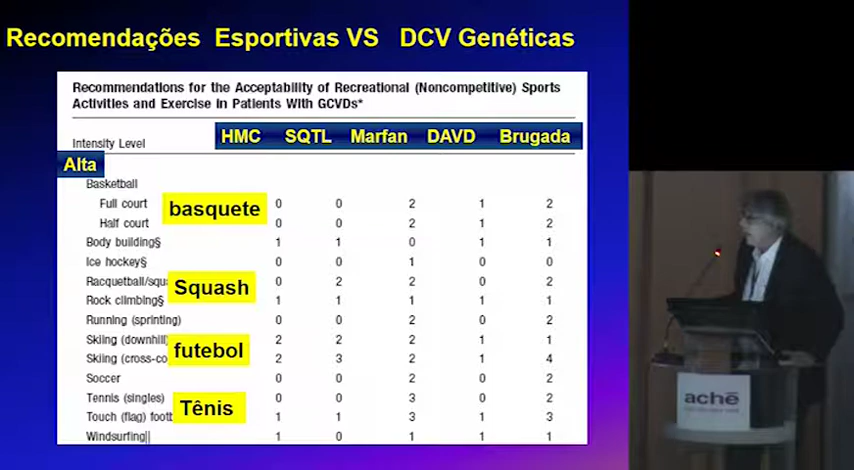 Recomendações Esportivas VS DCV Genéticas
Recommendations for the Acceptability of Recreational (Noncompetitive) Sports
Activities and Exercise in Patients With GCVDs*
Intensity Level HMC SQTL Marfan DAVD Brugada
Alta
Basketball
Full court 0 0 2 1 2
basquete
Half court 0 0 2 1 2
Body building§ 1 1 0 1 1
Ice hockey§ 0 0 1 0 0
Racquetball/squ 0 2 2 0 2
Squash
Rock climbing§ 1 1 1 1 1
Running (sprinting) 0 0 2 0 2
Skiing (downhill) 2 2 2 1 1
futebol
Skiing (cross-co 2 3 2 1 4
Soccer 0 0 2 0 2
Tennis (singles) 0 0 3 0 2
Tênis
Touch (flag) footb 1 1 3 1 3
Windsurfing|| 1 0 1 1 1
achē